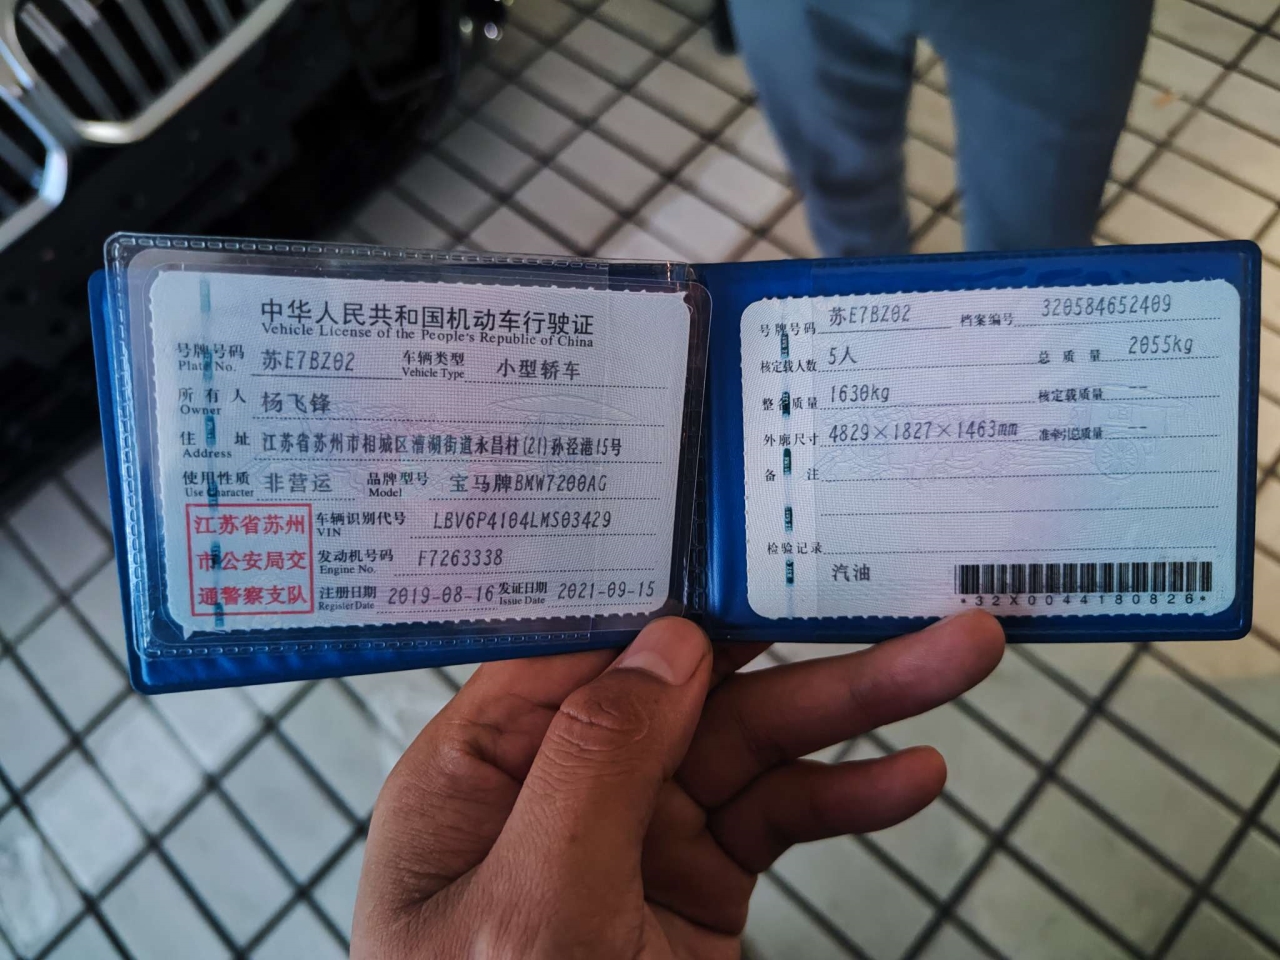 中华人民共和国机动车行驶证
Vehicle License of the People's Republic of China
号牌号码 苏E7BZ02 车辆类型 小型轿车
Plate No. Vehicle Type
所有人 杨飞锋
Owner
住址 江苏省苏州市相城区漕湖街道永昌村(21)孙泾港15号
Address
使用性质 非营运 品牌型号 宝马牌BMW7200AG
Use Character Model
江苏省苏州
市公安局交
通警察支队
车辆识别代号 LBV6P4104LMS03429
VIN
发动机号码 F7263338
Engine No.
注册日期 2019-08-16 发证日期 2021-09-15
Register Date Issue Date
号牌号码 苏E7BZ02 档案编号 320584652409
核定载人数 5人 总质量 2055kg
整备质量 1630kg 核定载质量 --
外廓尺寸 4829×1827×1463mm 准牵引总质量 --
备注
检验记录
汽油
*32X0044180826*